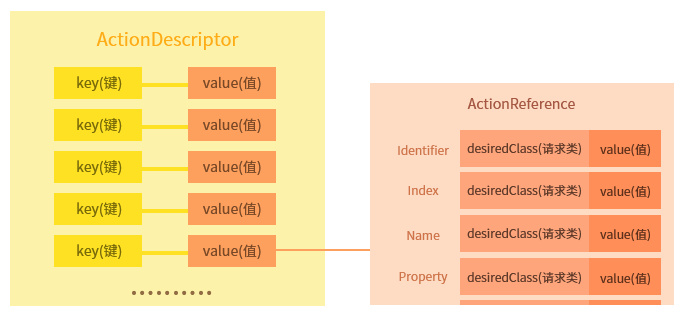 ActionDescriptor
key(键) value(值)
key(键) value(值)
key(键) value(值)
key(键) value(值)
key(键) value(值)
ActionReference
Identifier desiredClass(请求类) value(值)
Index desiredClass(请求类) value(值)
Name desiredClass(请求类) value(值)
Property desiredClass(请求类) value(值)